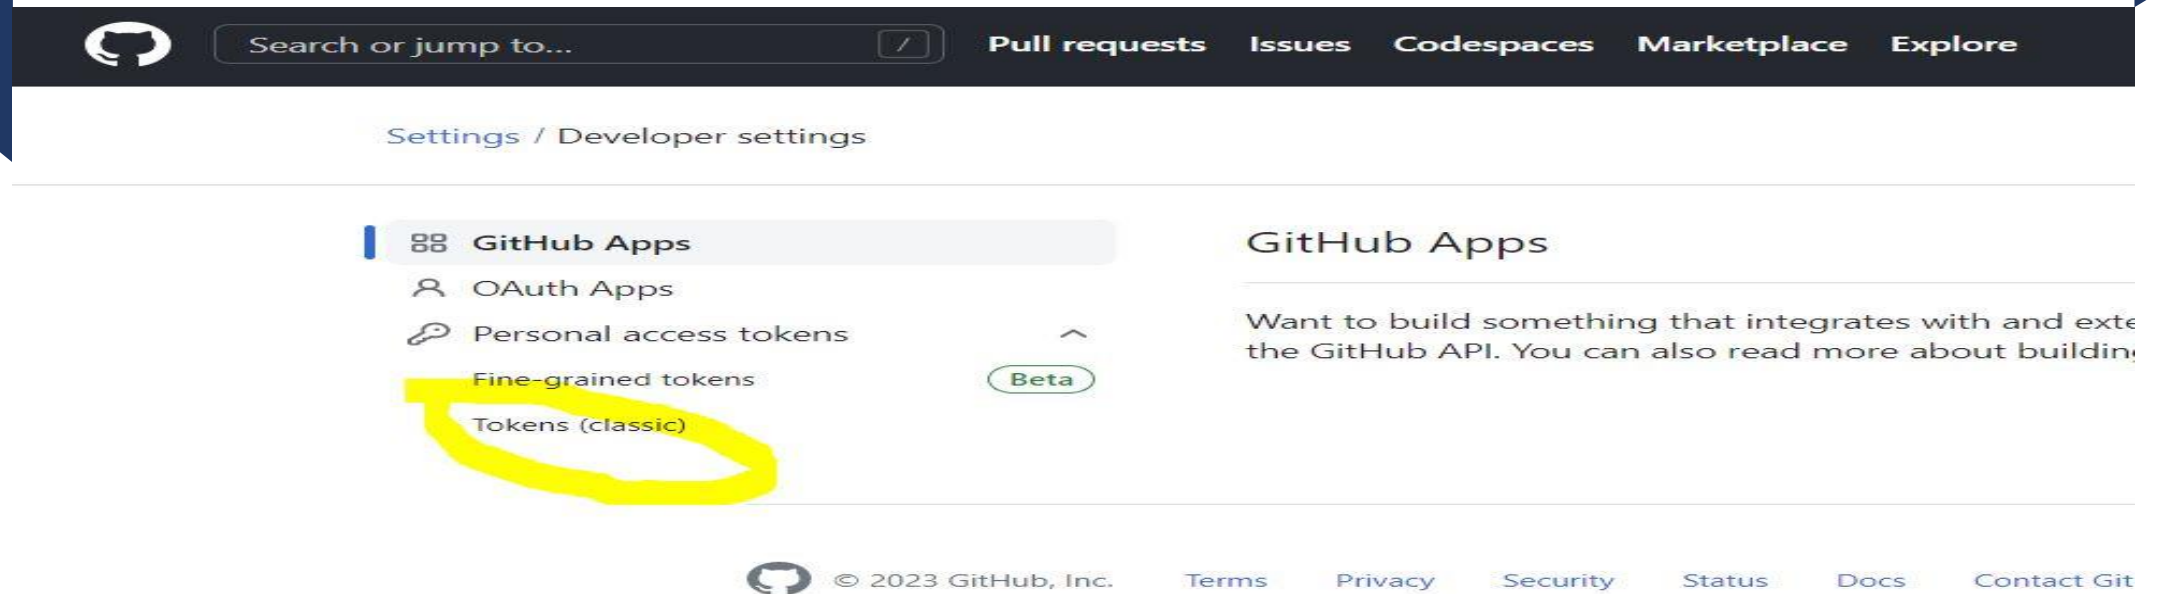 Search or jump to... / Pull requests Issues Codespaces Marketplace Explore
Settings / Developer settings
GitHub Apps
OAuth Apps
Personal access tokens
Fine-grained tokens Beta
Tokens (classic)
GitHub Apps
Want to build something that integrates with and exte
the GitHub API. You can also read more about buildin
© 2023 GitHub, Inc. Terms Privacy Security Status Docs Contact Git